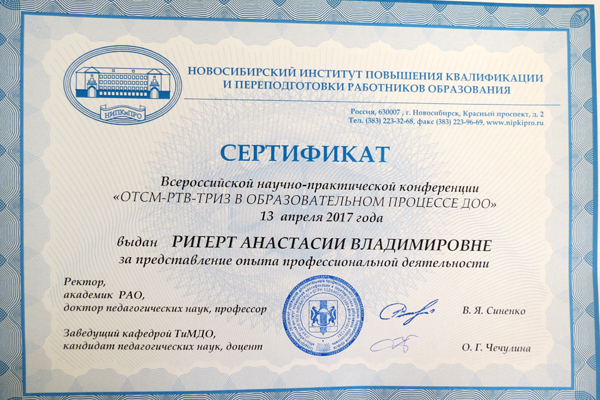 НИПКиПРО
НОВОСИБИРСКИЙ ИНСТИТУТ ПОВЫШЕНИЯ КВАЛИФИКАЦИИ
И ПЕРЕПОДГОТОВКИ РАБОТНИКОВ ОБРАЗОВАНИЯ
Россия, 630007 , г. Новосибирск, Красный проспект, д. 2
Тел. (383) 223-32-68, факс (383) 223-96-69, www.nipkipro.ru
СЕРТИФИКАТ
Всероссийской научно-практической конференции
«ОТСМ-РТВ-ТРИЗ В ОБРАЗОВАТЕЛЬНОМ ПРОЦЕССЕ ДОО»
13 апреля 2017 года
выдан РИГЕРТ АНАСТАСИИ ВЛАДИМИРОВНЕ
за представление опыта профессиональной деятельности
Ректор,
академик РАО,
доктор педагогических наук, профессор
В. Я. Синенко
Заведущий кафедрой ТиМДО,
кандидат педагогических наук, доцент
О. Г. Чечулина